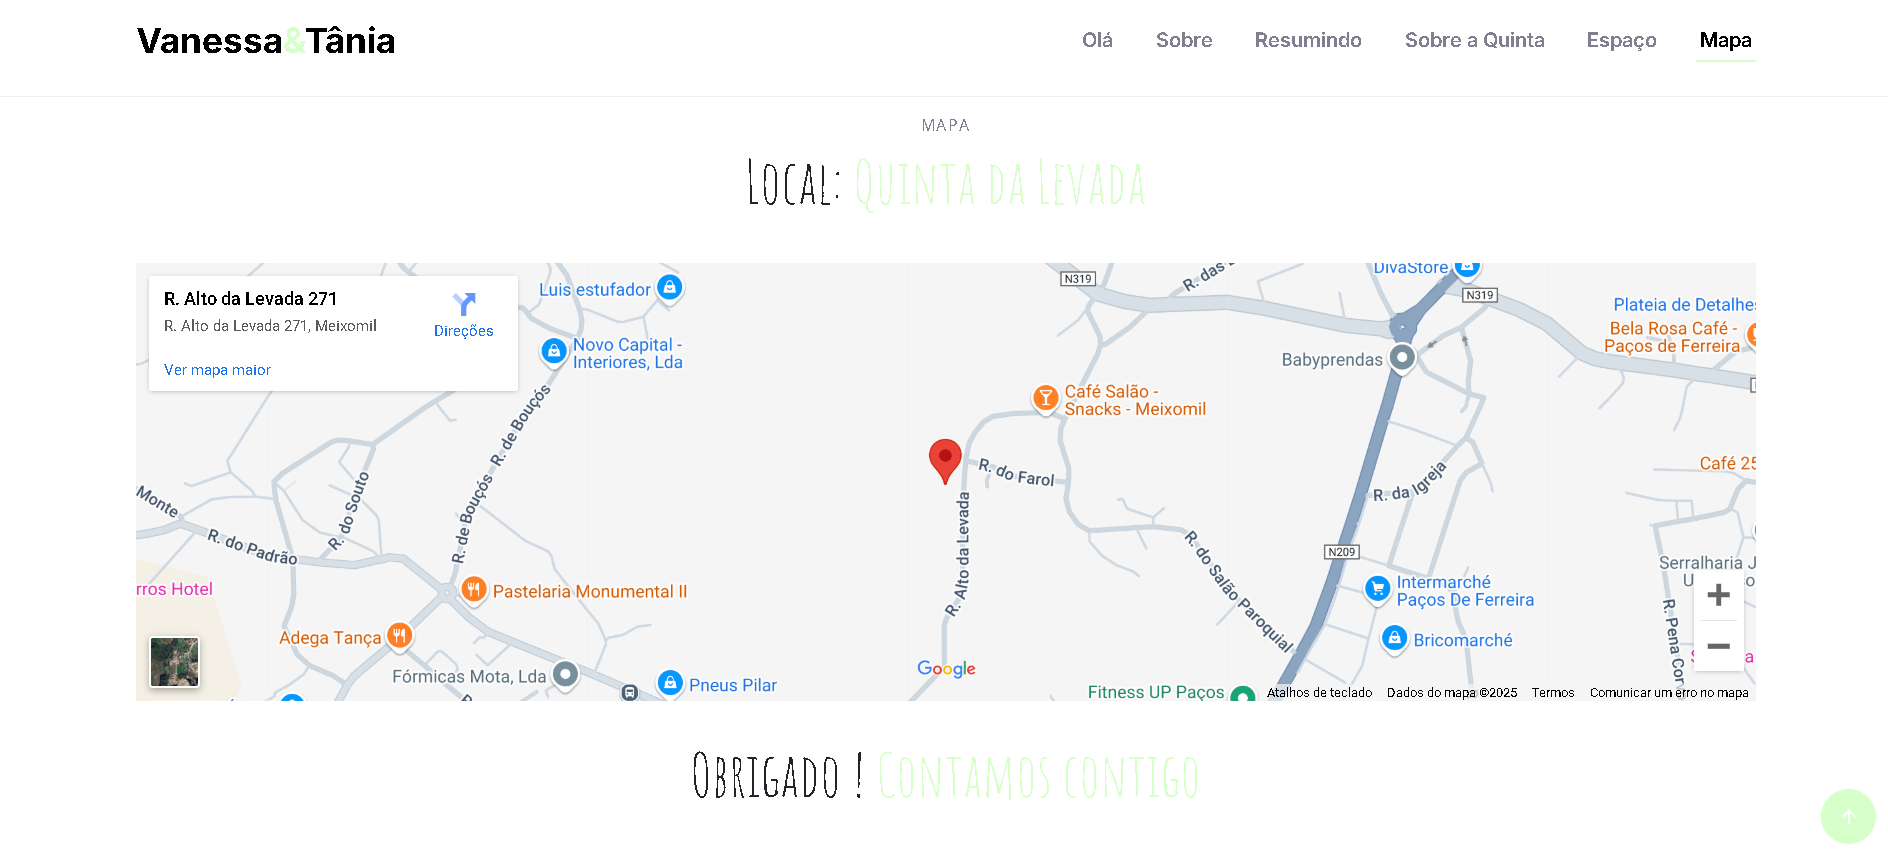 Vanessa&Tânia
Olá
Sobre
Resumindo
Sobre a Quinta
Espaço
Mapa
MAPA
Local: Quinta da Levada
R. Alto da Levada 271
R. Alto da Levada 271, Meixomil
Direções
Ver mapa maior
Luis estufador
Novo Capital -
Interiores, Lda
R. de Bouçós
R. de Bouçós
R. do Souto
Monte
R. do Padrão
rros Hotel
Pastelaria Monumental II
Adega Tança
Fórmicas Mota, Lda
Pneus Pilar
N319
R. das
DivaStore
N319
Plateia de Detalhes
Bela Rosa Café -
Paços de Ferreira
Babyprendas
Café Salão -
Snacks - Meixomil
R. do Farol
R. Alto da Levada
R. da Igreja
Café 25
N209
R. do Salão Paroquial
Intermarché
Paços De Ferreira
Bricomarché
Serralharia J
R. Pena Cor
Fitness UP Paços
Google
Atalhos de teclado
Dados do mapa ©2025
Termos
Comunicar um erro no mapa
Obrigado ! Contamos contigo